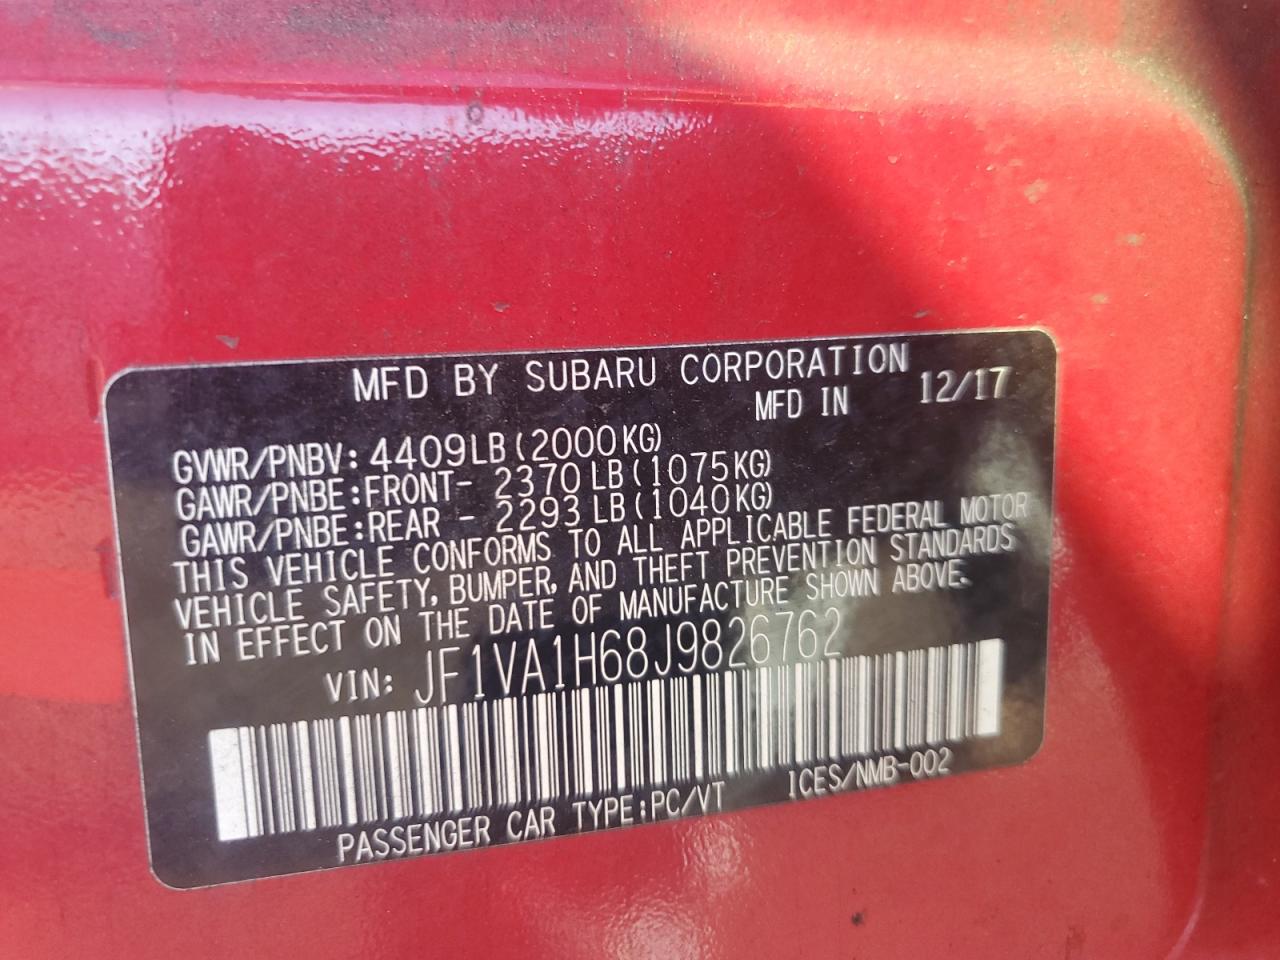 MFD BY SUBARU CORPORATION
MFD IN 12/17
GVWR/PNBV: 4409LB(2000KG)
GAWR/PNBE:FRONT- 2370LB(1075KG)
GAWR/PNBE:REAR - 2293LB(1040KG)
THIS VEHICLE CONFORMS TO ALL APPLICABLE FEDERAL MOTOR
VEHICLE SAFETY, BUMPER, AND THEFT PREVENTION STANDARDS
IN EFFECT ON THE DATE OF MANUFACTURE SHOWN ABOVE.
VIN: JF1VA1H68J9826762
PASSENGER CAR TYPE:PC/VT ICES/NMB-002